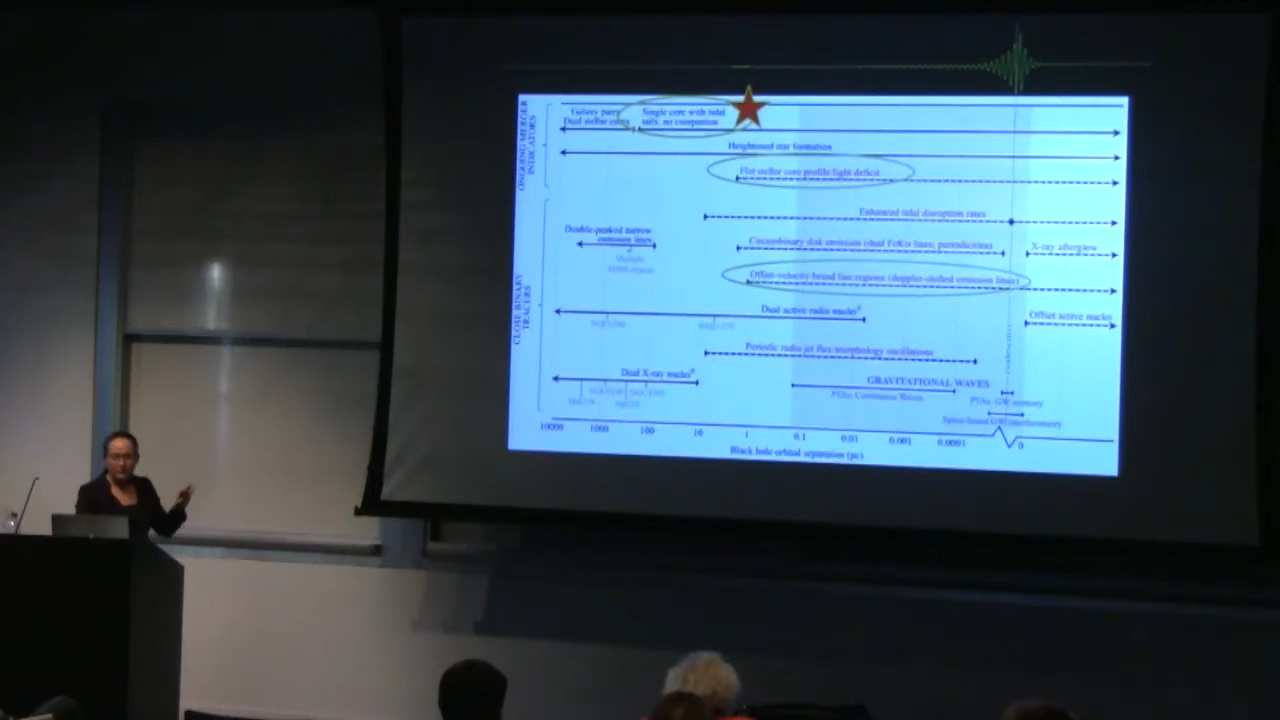 ONGOING MERGER
INDICATORS
Galaxy pairs
Dual stellar cores
Single core with tidal
tails, no companion
Heightened star formation
Flat stellar core profile/light deficit
CLOSE BINARY
TRACERS
Enhanced tidal disruption rates
Double-peaked narrow
emission lines
Circumbinary disk emission (dual FeKα lines; periodicities)
X-ray afterglow
Offset-velocity broad line regions (doppler-shifted emission lines)
Dual active radio nuclei
Offset active nuclei
Periodic radio jet flux/morphology oscillations
Dual X-ray nuclei
GRAVITATIONAL WAVES
PTAs: Continuous Waves
PTAs: GW memory
Space-based GW interferometry
10000 1000 100 10 1 0.1 0.01 0.001 0.0001 0
Black hole orbital separation (pc)